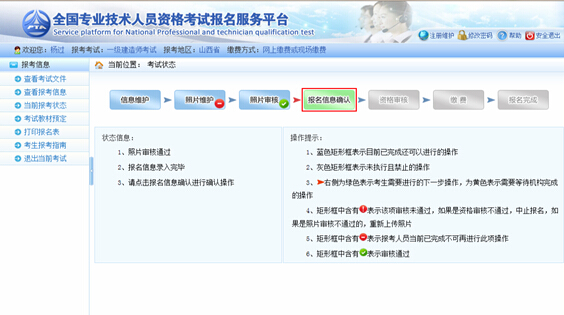 全国专业技术人员资格考试报名服务平台
Service platform for National Professional and technician qualification test
注册维护 修改密码 帮助 安全退出
欢迎您: 杨过 报考考试: 一级建造师考试 报考地区: 山西省 缴费方式: 网上缴费或现场缴费
报考信息
当前位置: 考试状态
查看考试文件
查看报考信息
当前报考状态
考试教材预定
打印报名表
考生报考指南
退出当前考试
信息维护 照片维护 照片审核 报名信息确认 资格审核 缴 费 报名完成
状态信息:
1、照片审核通过
2、报名信息录入完毕
3、请点击报名信息确认进行确认操作
操作提示:
1、蓝色矩形框表示目前已完成还可以进行的操作
2、灰色矩形框表示未执行且禁止的操作
3、右侧为绿色表示考生需要进行的下一步操作，为黄色表示需要等待机构完成
的操作
4、矩形框中含有表示该项审核未通过，如果是资格审核不通过，中止报名，如
果是照片审核不通过的，重新上传照片
5、矩形框中含有表示报考人员当前已完成不可再进行此项操作
6、矩形框中含有表示审核通过